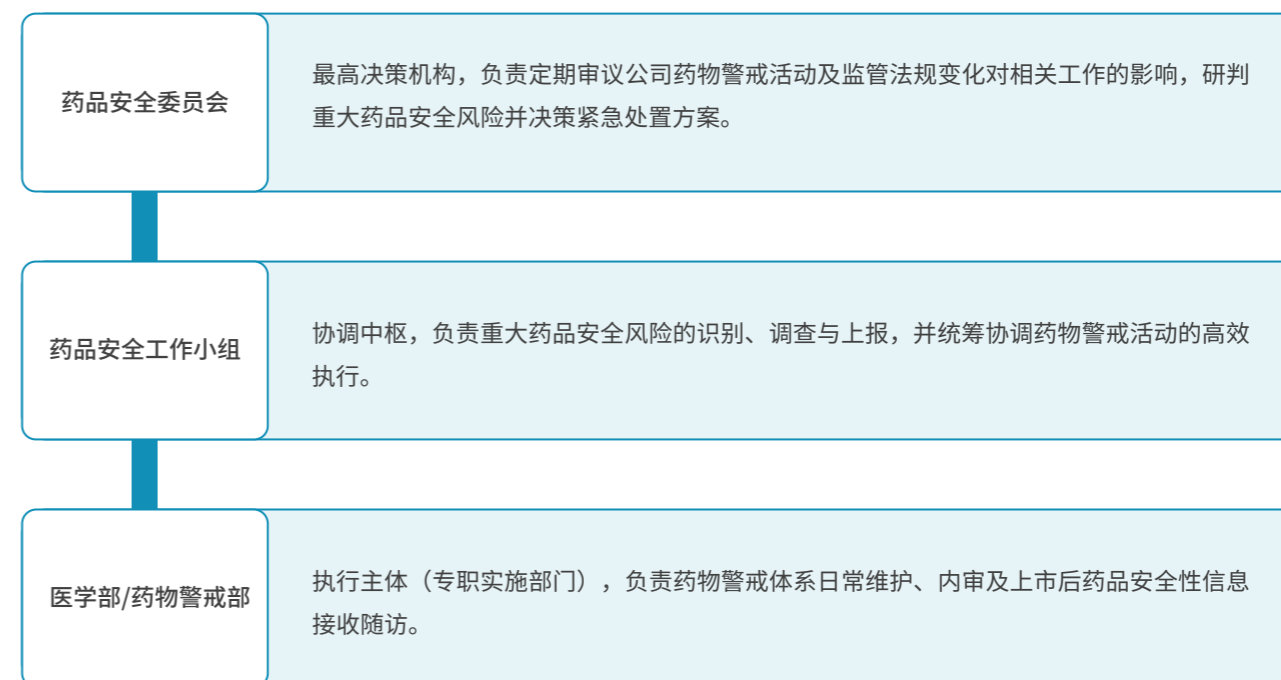 药品安全委员会
最高决策机构，负责定期审议公司药物警戒活动及监管法规变化对相关工作的影响，研判
重大药品安全风险并决策紧急处置方案。
药品安全工作小组
协调中枢，负责重大药品安全风险的识别、调查与上报，并统筹协调药物警戒活动的高效
执行。
医学部/药物警戒部
执行主体（专职实施部门），负责药物警戒体系日常维护、内审及上市后药品安全性信息
接收随访。